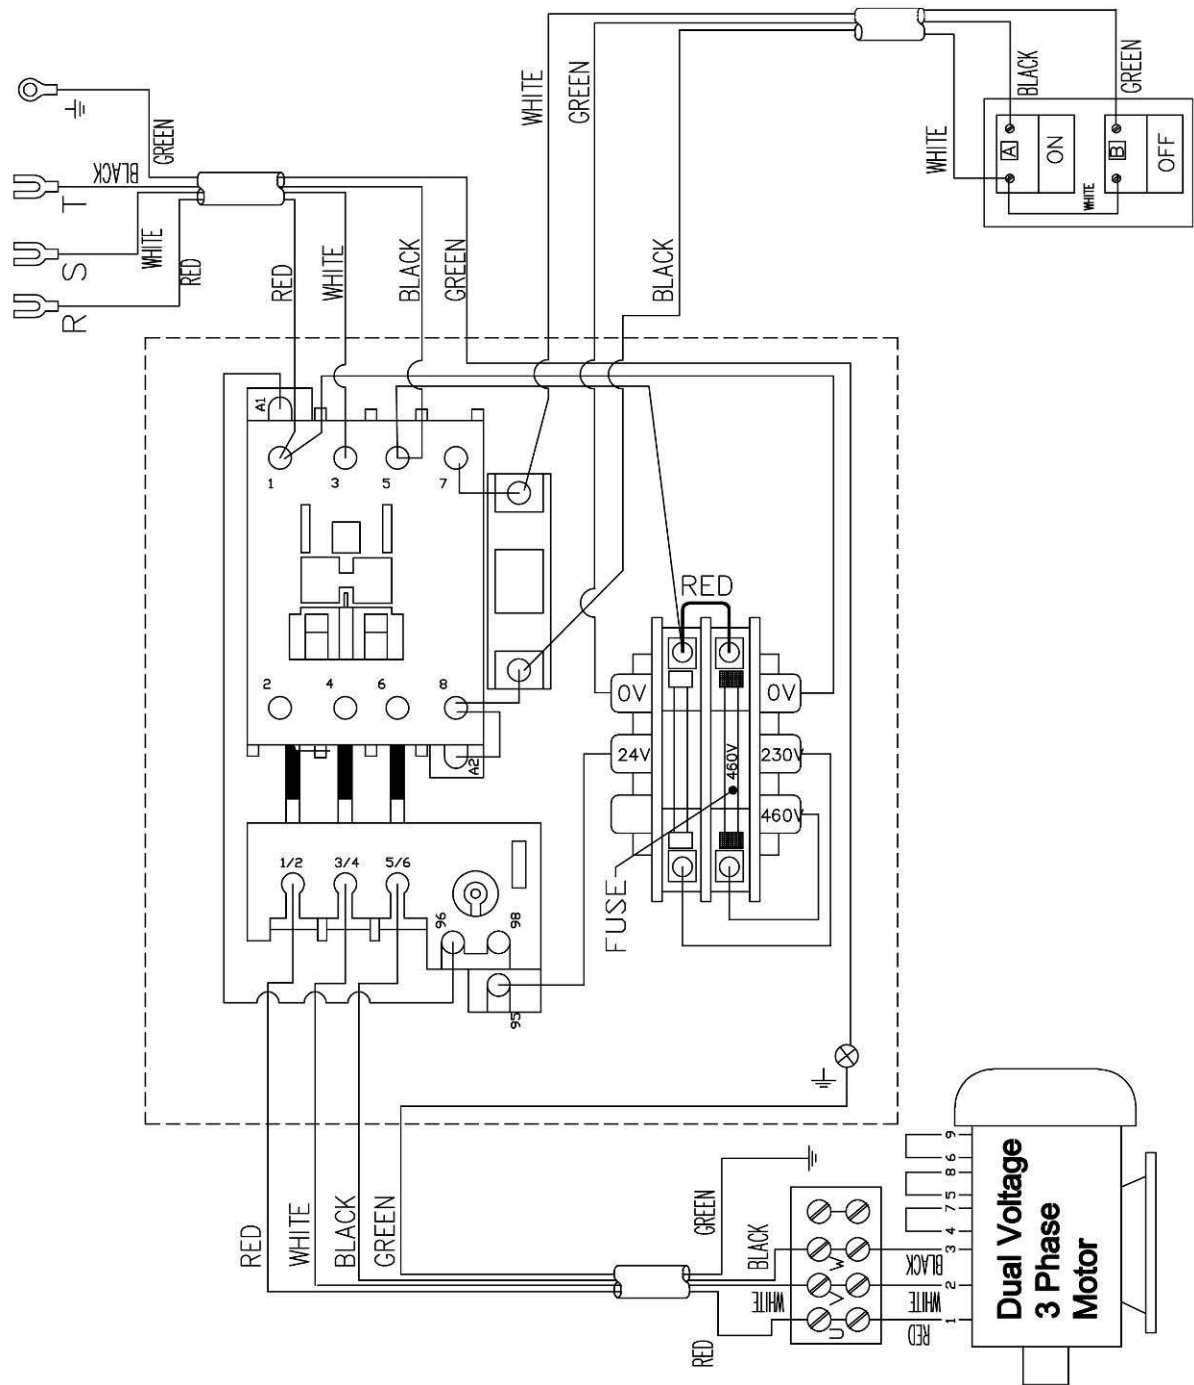 WHITE
GREEN
BLACK
GREEN
BLACK
GREEN
WHITE
A
ON
B
OFF
WHITE
BLACK
T
S
R
WHITE
RED
RED
WHITE
BLACK
GREEN
BLACK
A1
1
3
5
7
2
4
6
8
A2
RED
0V
0V
24V
460V
230V
460V
FUSE
1/2
3/4
5/6
96
98
95
RED
WHITE
BLACK
GREEN
GREEN
BLACK
WHITE
RED
W
V
U
BLACK
WHITE
RED
9
6
8
5
7
4
3
2
1
Dual Voltage
3 Phase
Motor